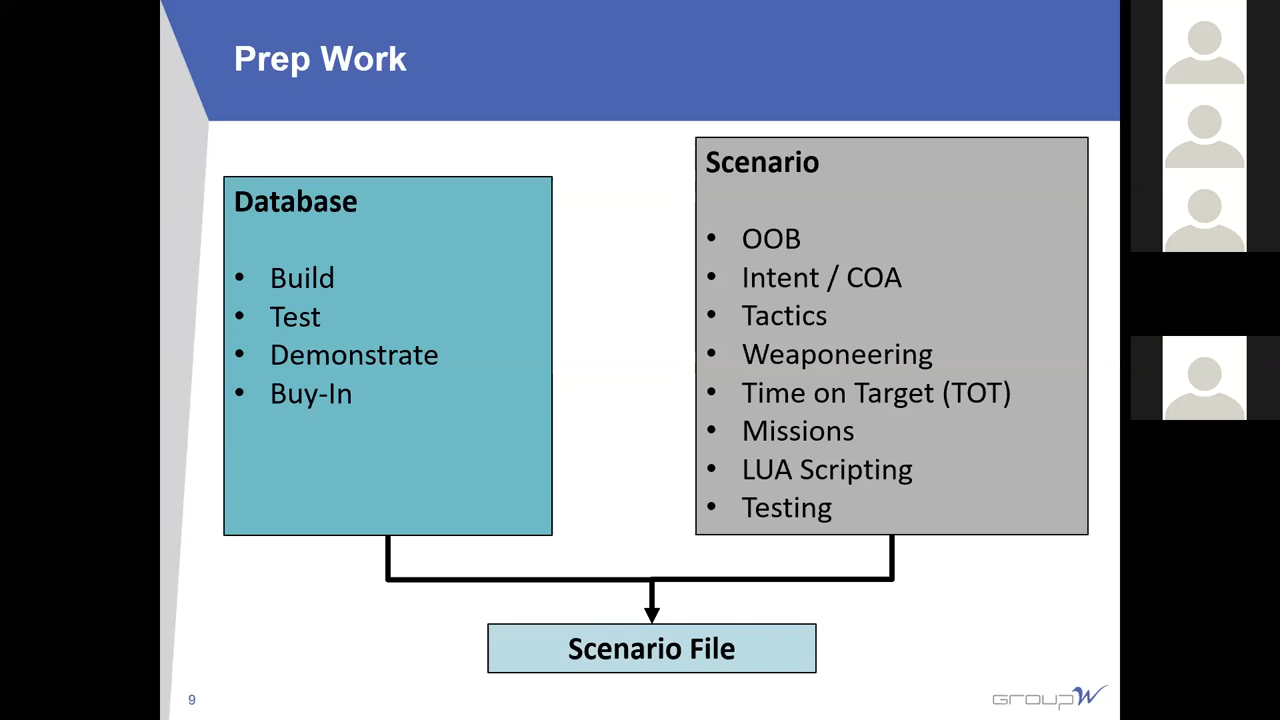 Prep Work
Database
• Build
• Test
• Demonstrate
• Buy-In
Scenario
• OOB
• Intent / COA
• Tactics
• Weaponeering
• Time on Target (TOT)
• Missions
• LUA Scripting
• Testing
Scenario File
9
GROUPW